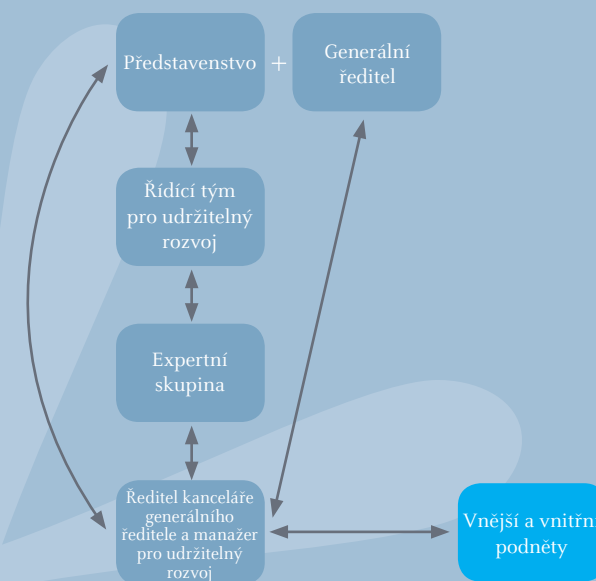 Představenstvo
+
Generální
ředitel
Řídící tým
pro udržitelný
rozvoj
Expertní
skupina
Ředitel kanceláře
generálního
ředitele a manažer
pro udržitelný
rozvoj
Vnější a vnitřní
podněty